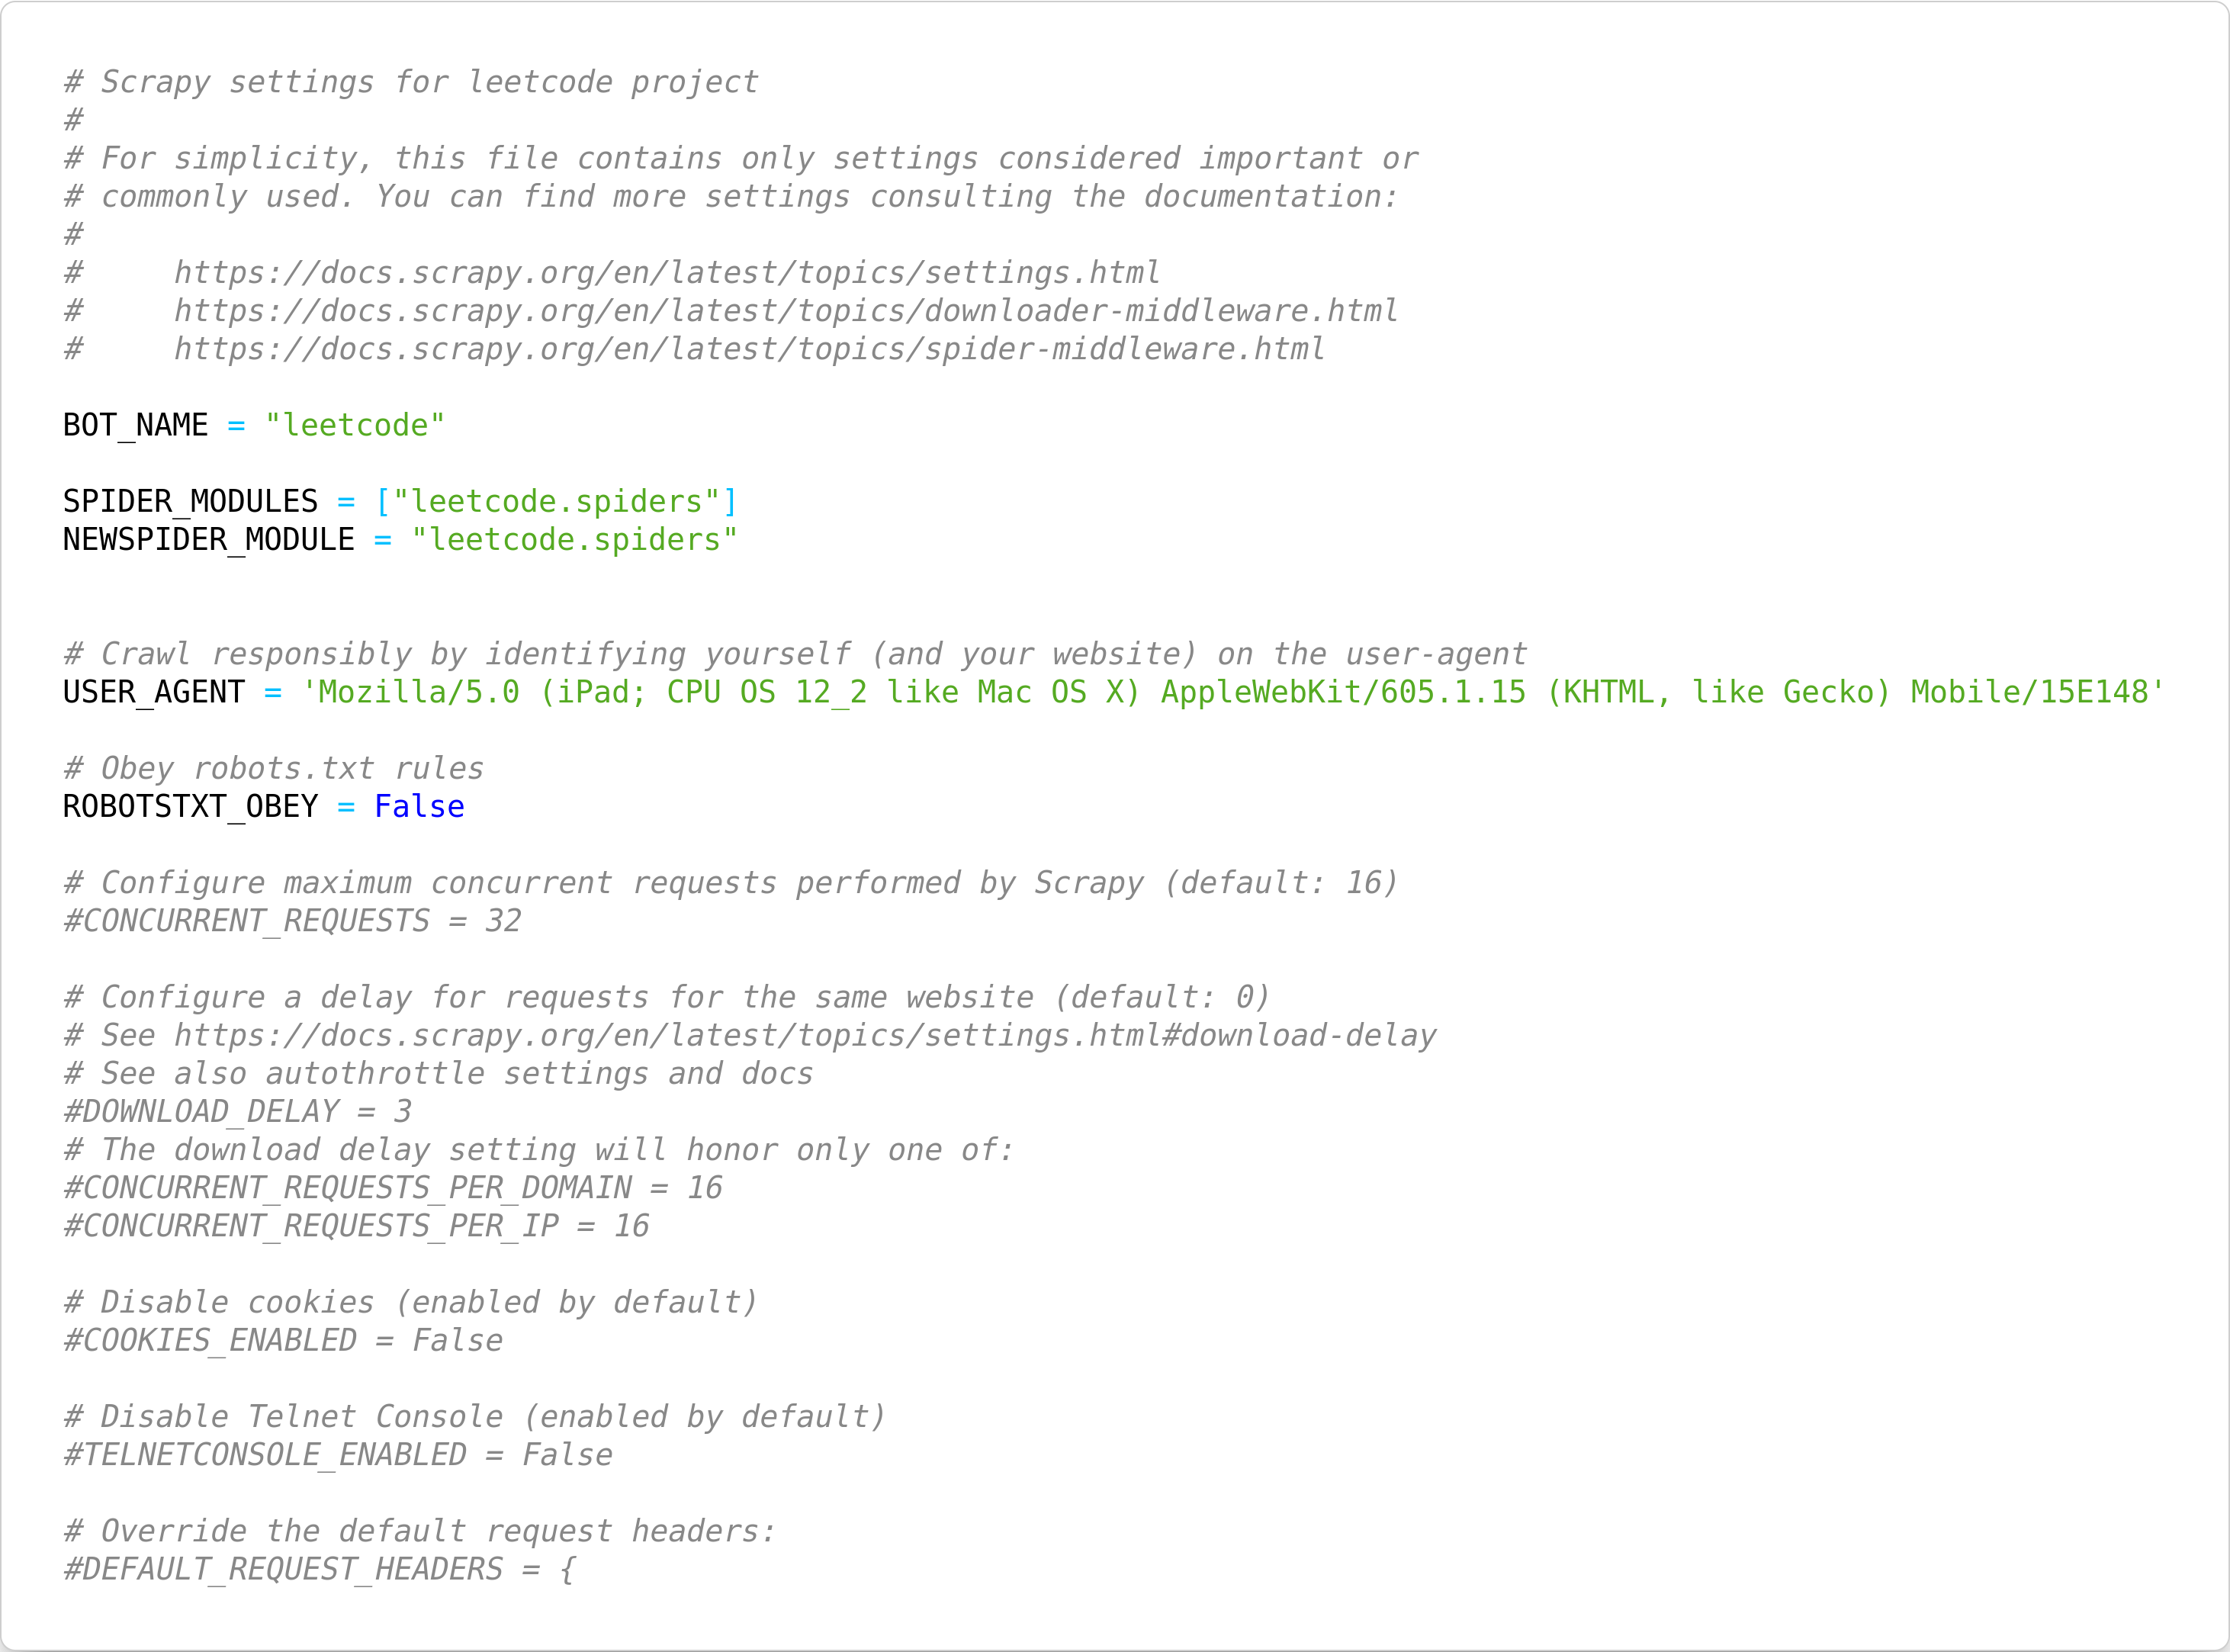 # Scrapy settings for leetcode project
#
# For simplicity, this file contains only settings considered important or
# commonly used. You can find more settings consulting the documentation:
#
#     https://docs.scrapy.org/en/latest/topics/settings.html
#     https://docs.scrapy.org/en/latest/topics/downloader-middleware.html
#     https://docs.scrapy.org/en/latest/topics/spider-middleware.html

BOT_NAME = "leetcode"

SPIDER_MODULES = ["leetcode.spiders"]
NEWSPIDER_MODULE = "leetcode.spiders"


# Crawl responsibly by identifying yourself (and your website) on the user-agent
USER_AGENT = 'Mozilla/5.0 (iPad; CPU OS 12_2 like Mac OS X) AppleWebKit/605.1.15 (KHTML, like Gecko) Mobile/15E148'

# Obey robots.txt rules
ROBOTSTXT_OBEY = False

# Configure maximum concurrent requests performed by Scrapy (default: 16)
#CONCURRENT_REQUESTS = 32

# Configure a delay for requests for the same website (default: 0)
# See https://docs.scrapy.org/en/latest/topics/settings.html#download-delay
# See also autothrottle settings and docs
#DOWNLOAD_DELAY = 3
# The download delay setting will honor only one of:
#CONCURRENT_REQUESTS_PER_DOMAIN = 16
#CONCURRENT_REQUESTS_PER_IP = 16

# Disable cookies (enabled by default)
#COOKIES_ENABLED = False

# Disable Telnet Console (enabled by default)
#TELNETCONSOLE_ENABLED = False

# Override the default request headers:
#DEFAULT_REQUEST_HEADERS = {